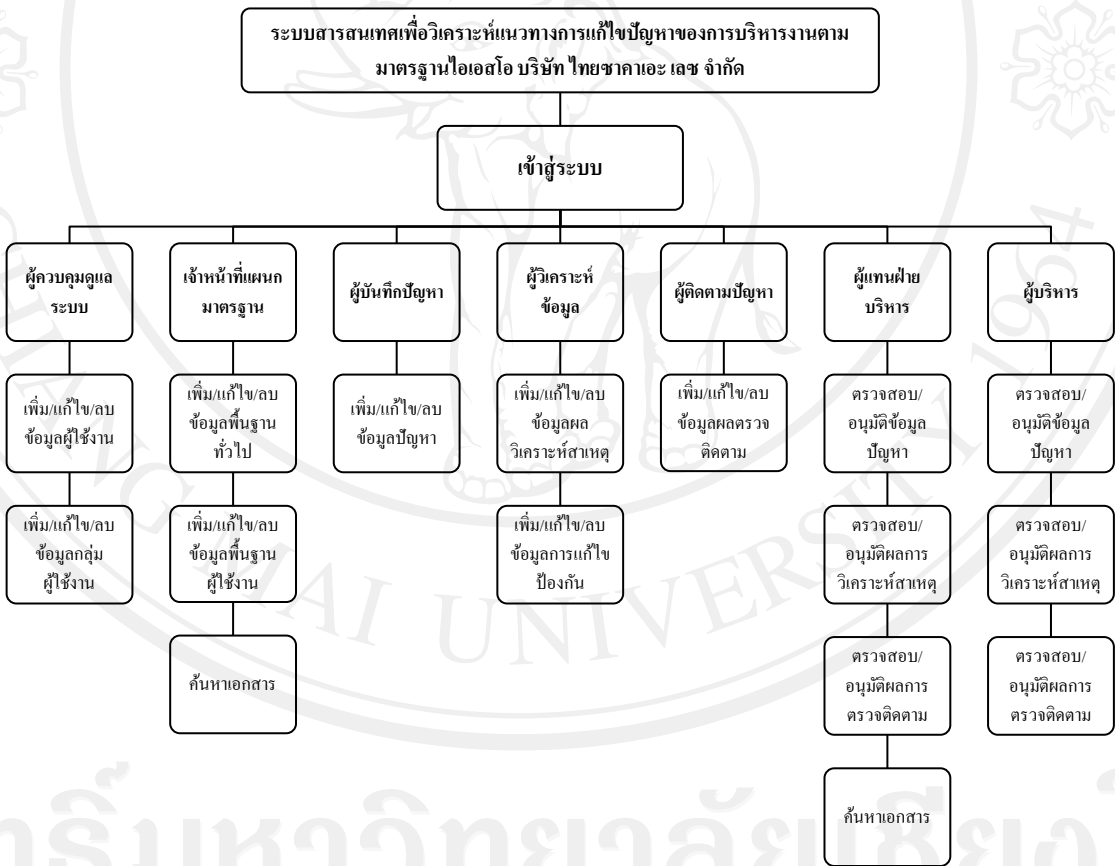 ระบบสารสนเทศเพื่อวิเคราะห์แนวทางการแก้ไขปัญหาของการบริหารงานตาม
มาตรฐานไอเอสโอ บริษัท ไทยซาคาเอะ เลซ จำกัด
เข้าสู่ระบบ
ผู้ควบคุมดูแล
ระบบ
เจ้าหน้าที่แผนก
มาตรฐาน
ผู้บันทึกปัญหา
ผู้วิเคราะห์
ข้อมูล
ผู้ติดตามปัญหา
ผู้แทนฝ่าย
บริหาร
ผู้บริหาร
เพิ่ม/แก้ไข/ลบ
ข้อมูลผู้ใช้งาน
เพิ่ม/แก้ไข/ลบ
ข้อมูลพื้นฐาน
ทั่วไป
เพิ่ม/แก้ไข/ลบ
ข้อมูลปัญหา
เพิ่ม/แก้ไข/ลบ
ข้อมูลผล
วิเคราะห์สาเหตุ
เพิ่ม/แก้ไข/ลบ
ข้อมูลผลตรวจ
ติดตาม
ตรวจสอบ/
อนุมัติข้อมูล
ปัญหา
ตรวจสอบ/
อนุมัติข้อมูล
ปัญหา
เพิ่ม/แก้ไข/ลบ
ข้อมูลกลุ่ม
ผู้ใช้งาน
เพิ่ม/แก้ไข/ลบ
ข้อมูลพื้นฐาน
ผู้ใช้งาน
เพิ่ม/แก้ไข/ลบ
ข้อมูลการแก้ไข
ป้องกัน
ตรวจสอบ/
อนุมัติผลการ
วิเคราะห์สาเหตุ
ตรวจสอบ/
อนุมัติผลการ
วิเคราะห์สาเหตุ
ค้นหาเอกสาร
ตรวจสอบ/
อนุมัติผลการ
ตรวจติดตาม
ตรวจสอบ/
อนุมัติผลการ
ตรวจติดตาม
ค้นหาเอกสาร
IANG MAI UNIVERSITY 1964
ทธิ์มหาวิทยาลัยเชียง